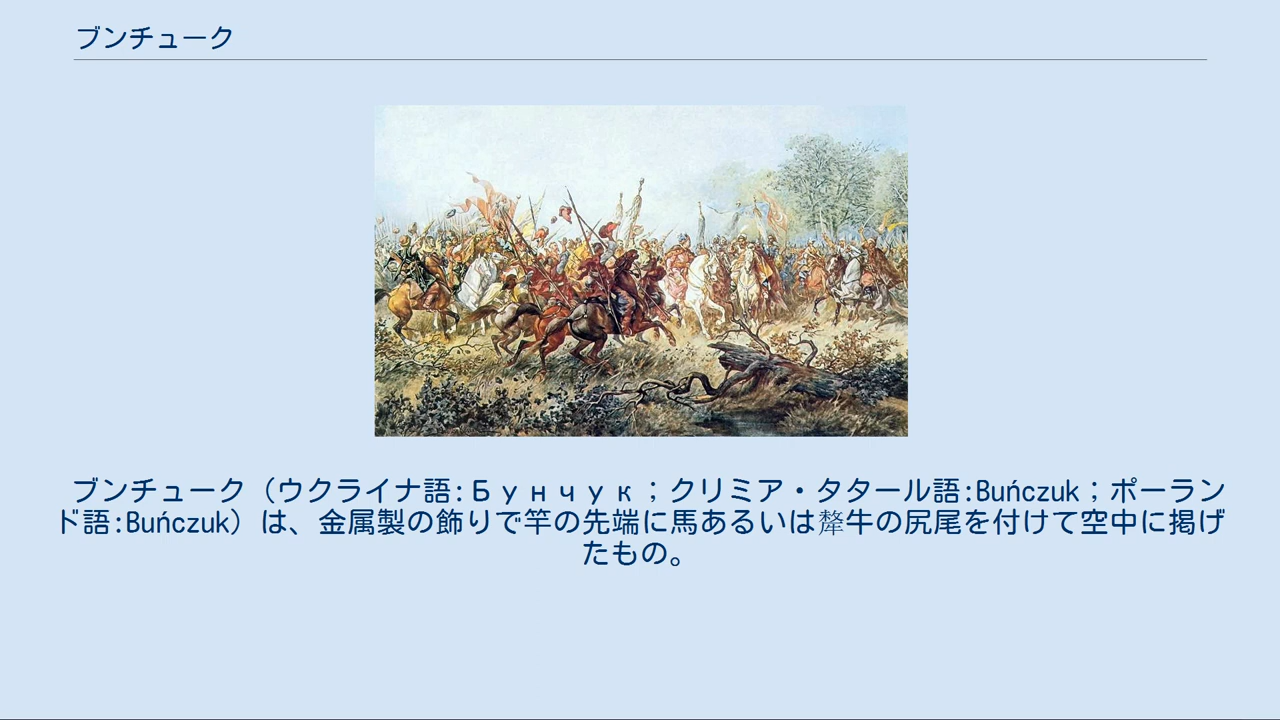 ブンチューク
ブンチューク（ウクライナ語:Бунчук；クリミア・タタール語:Buńczuk；ポーラン
ド語:Buńczuk）は、金属製の飾りで竿の先端に馬あるいは犛牛の尻尾を付けて空中に掲げ
たもの。